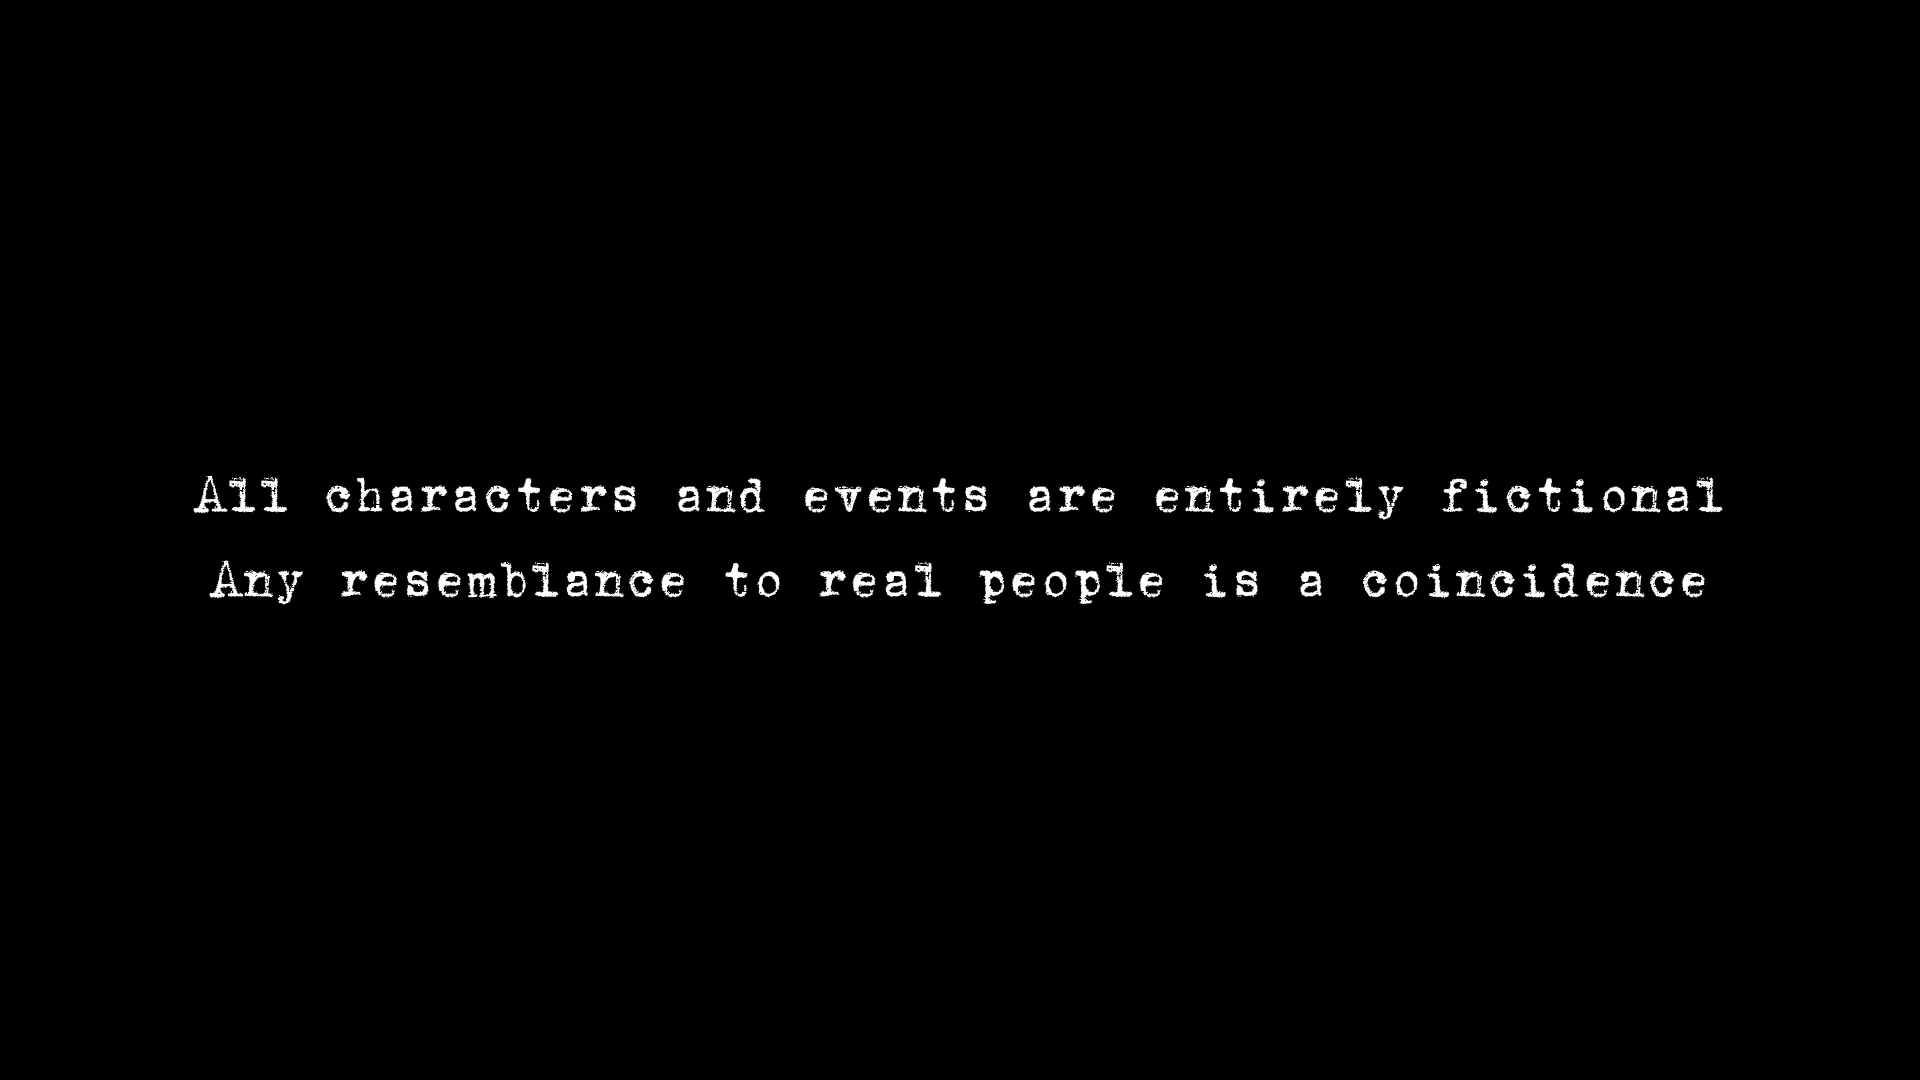 All characters and events are entirely fictional
Any resemblance to real people is a coincidence